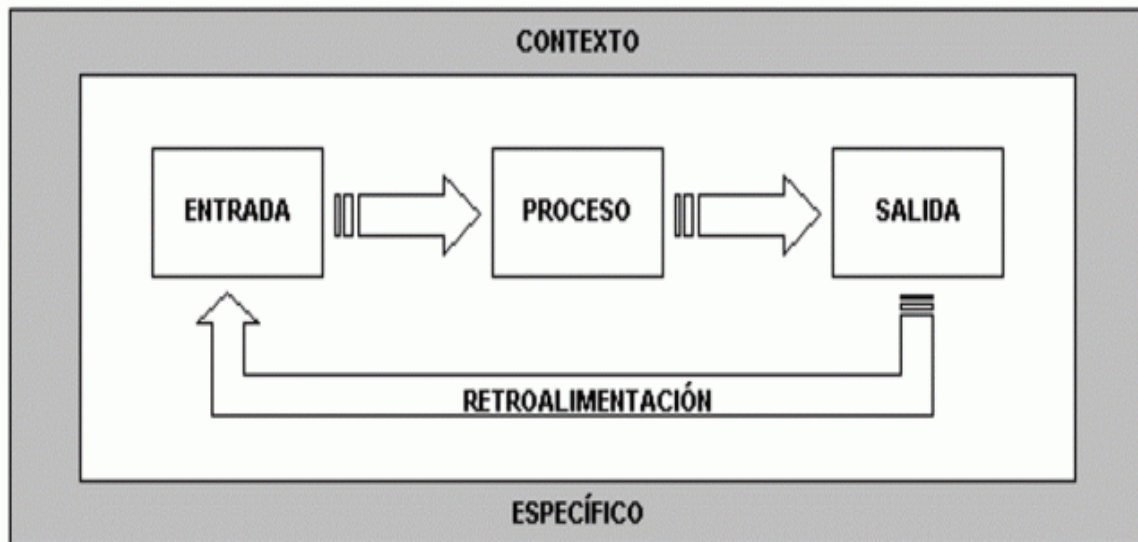 CONTEXTO
ENTRADA
PROCESO
SALIDA
RETROALIMENTACIÓN
ESPECÍFICO